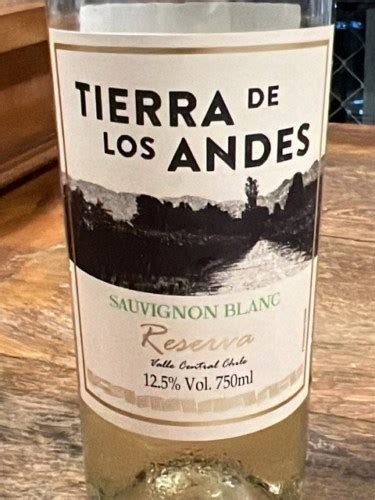 TIERRA DE
LOS ANDES
SAUVIGNON BLANC
Reserva
Valle Central Chile
12.5% Vol. 750ml